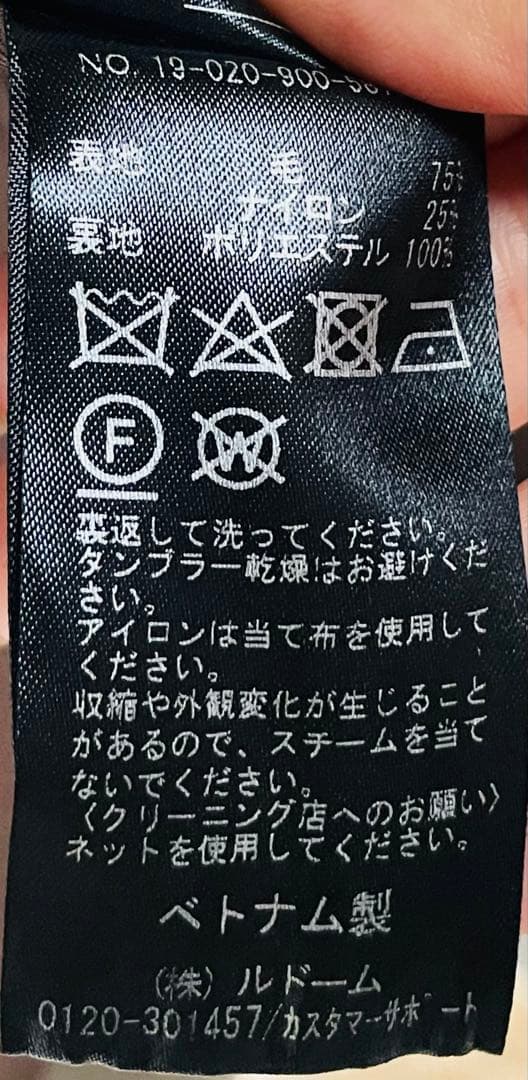 NO. 19-020-900-
表地 毛 75%
ナイロン 25%
裏地 ポリエステル 100%
F W
裏返して洗ってください。
タンブラー乾燥はお避けくだ
さい。
アイロンは当て布を使用して
ください。
収縮や外観変化が生じること
があるので、スチームを当て
ないでください。
〈クリーニング店へのお願い〉
ネットを使用してください。
ベトナム製
(株) ルドーム
0120-301457/カスタマーサポート